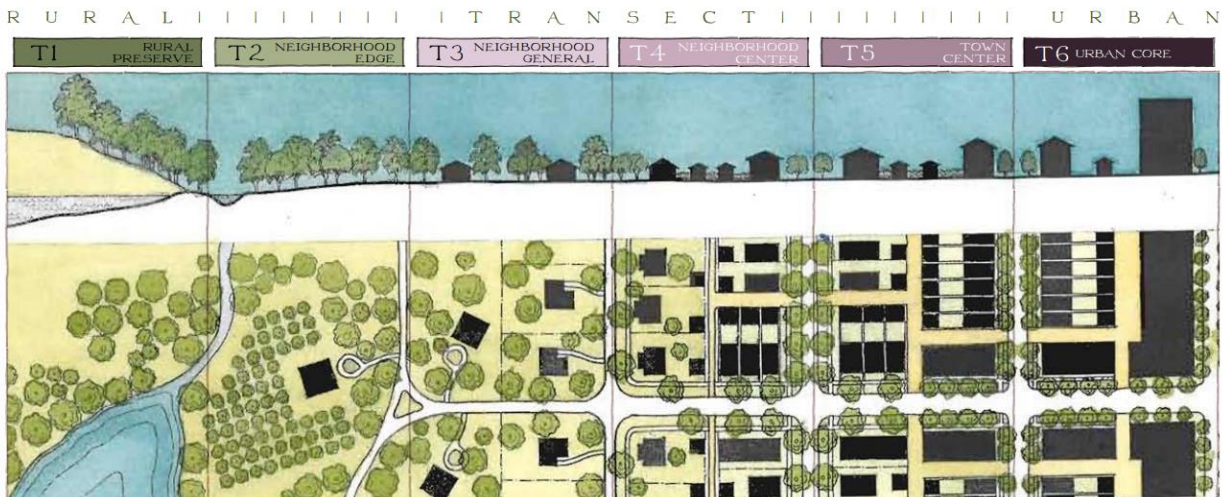 RURAL | | | | | | | | | | | | | TRANSECT | | | | | | | | | | | | | URBAN
T1 RURAL PRESERVE
T2 NEIGHBORHOOD EDGE
T3 NEIGHBORHOOD GENERAL
T4 NEIGHBORHOOD CENTER
T5 TOWN CENTER
T6 URBAN CORE